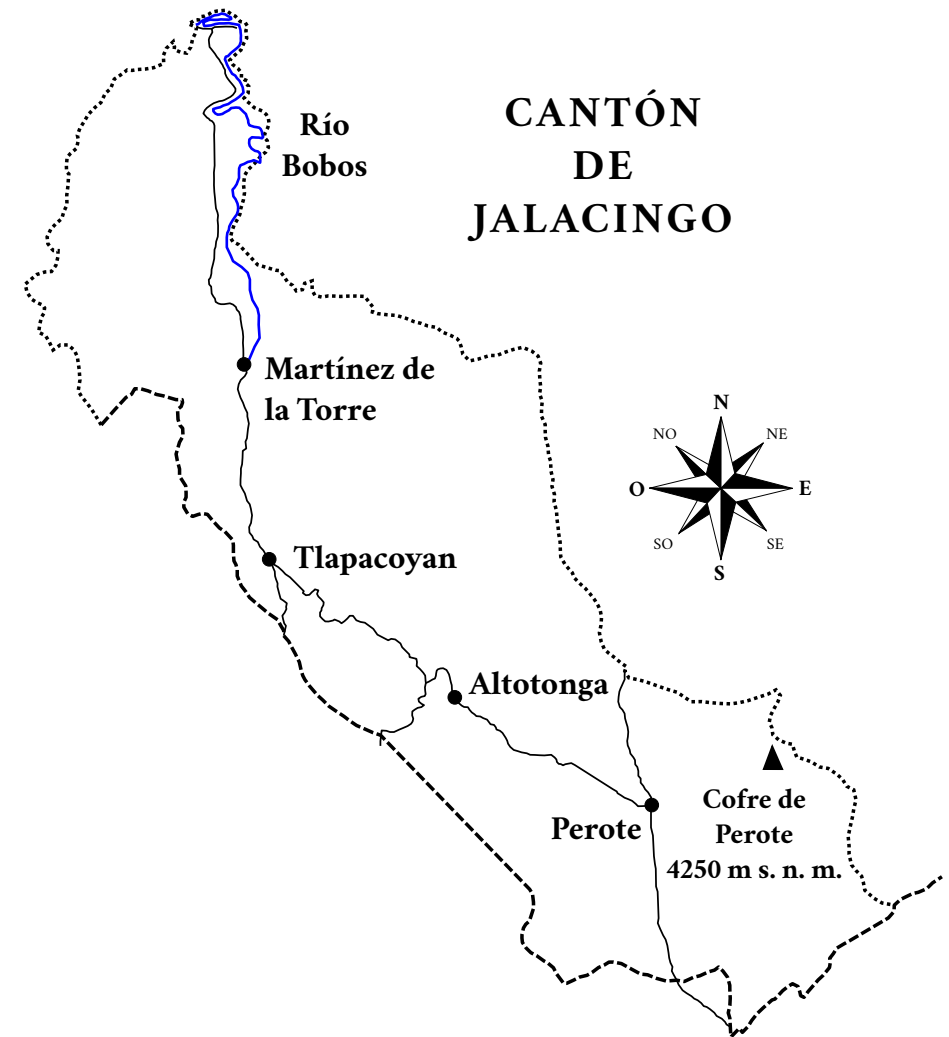 CANTÓN
DE
JALACINGO
Río
Bobos
Martínez de
la Torre
N
NO
NE
O
E
SO
SE
S
Tlapacoyan
Altotonga
Perote
Cofre de
Perote
4250 m s. n. m.